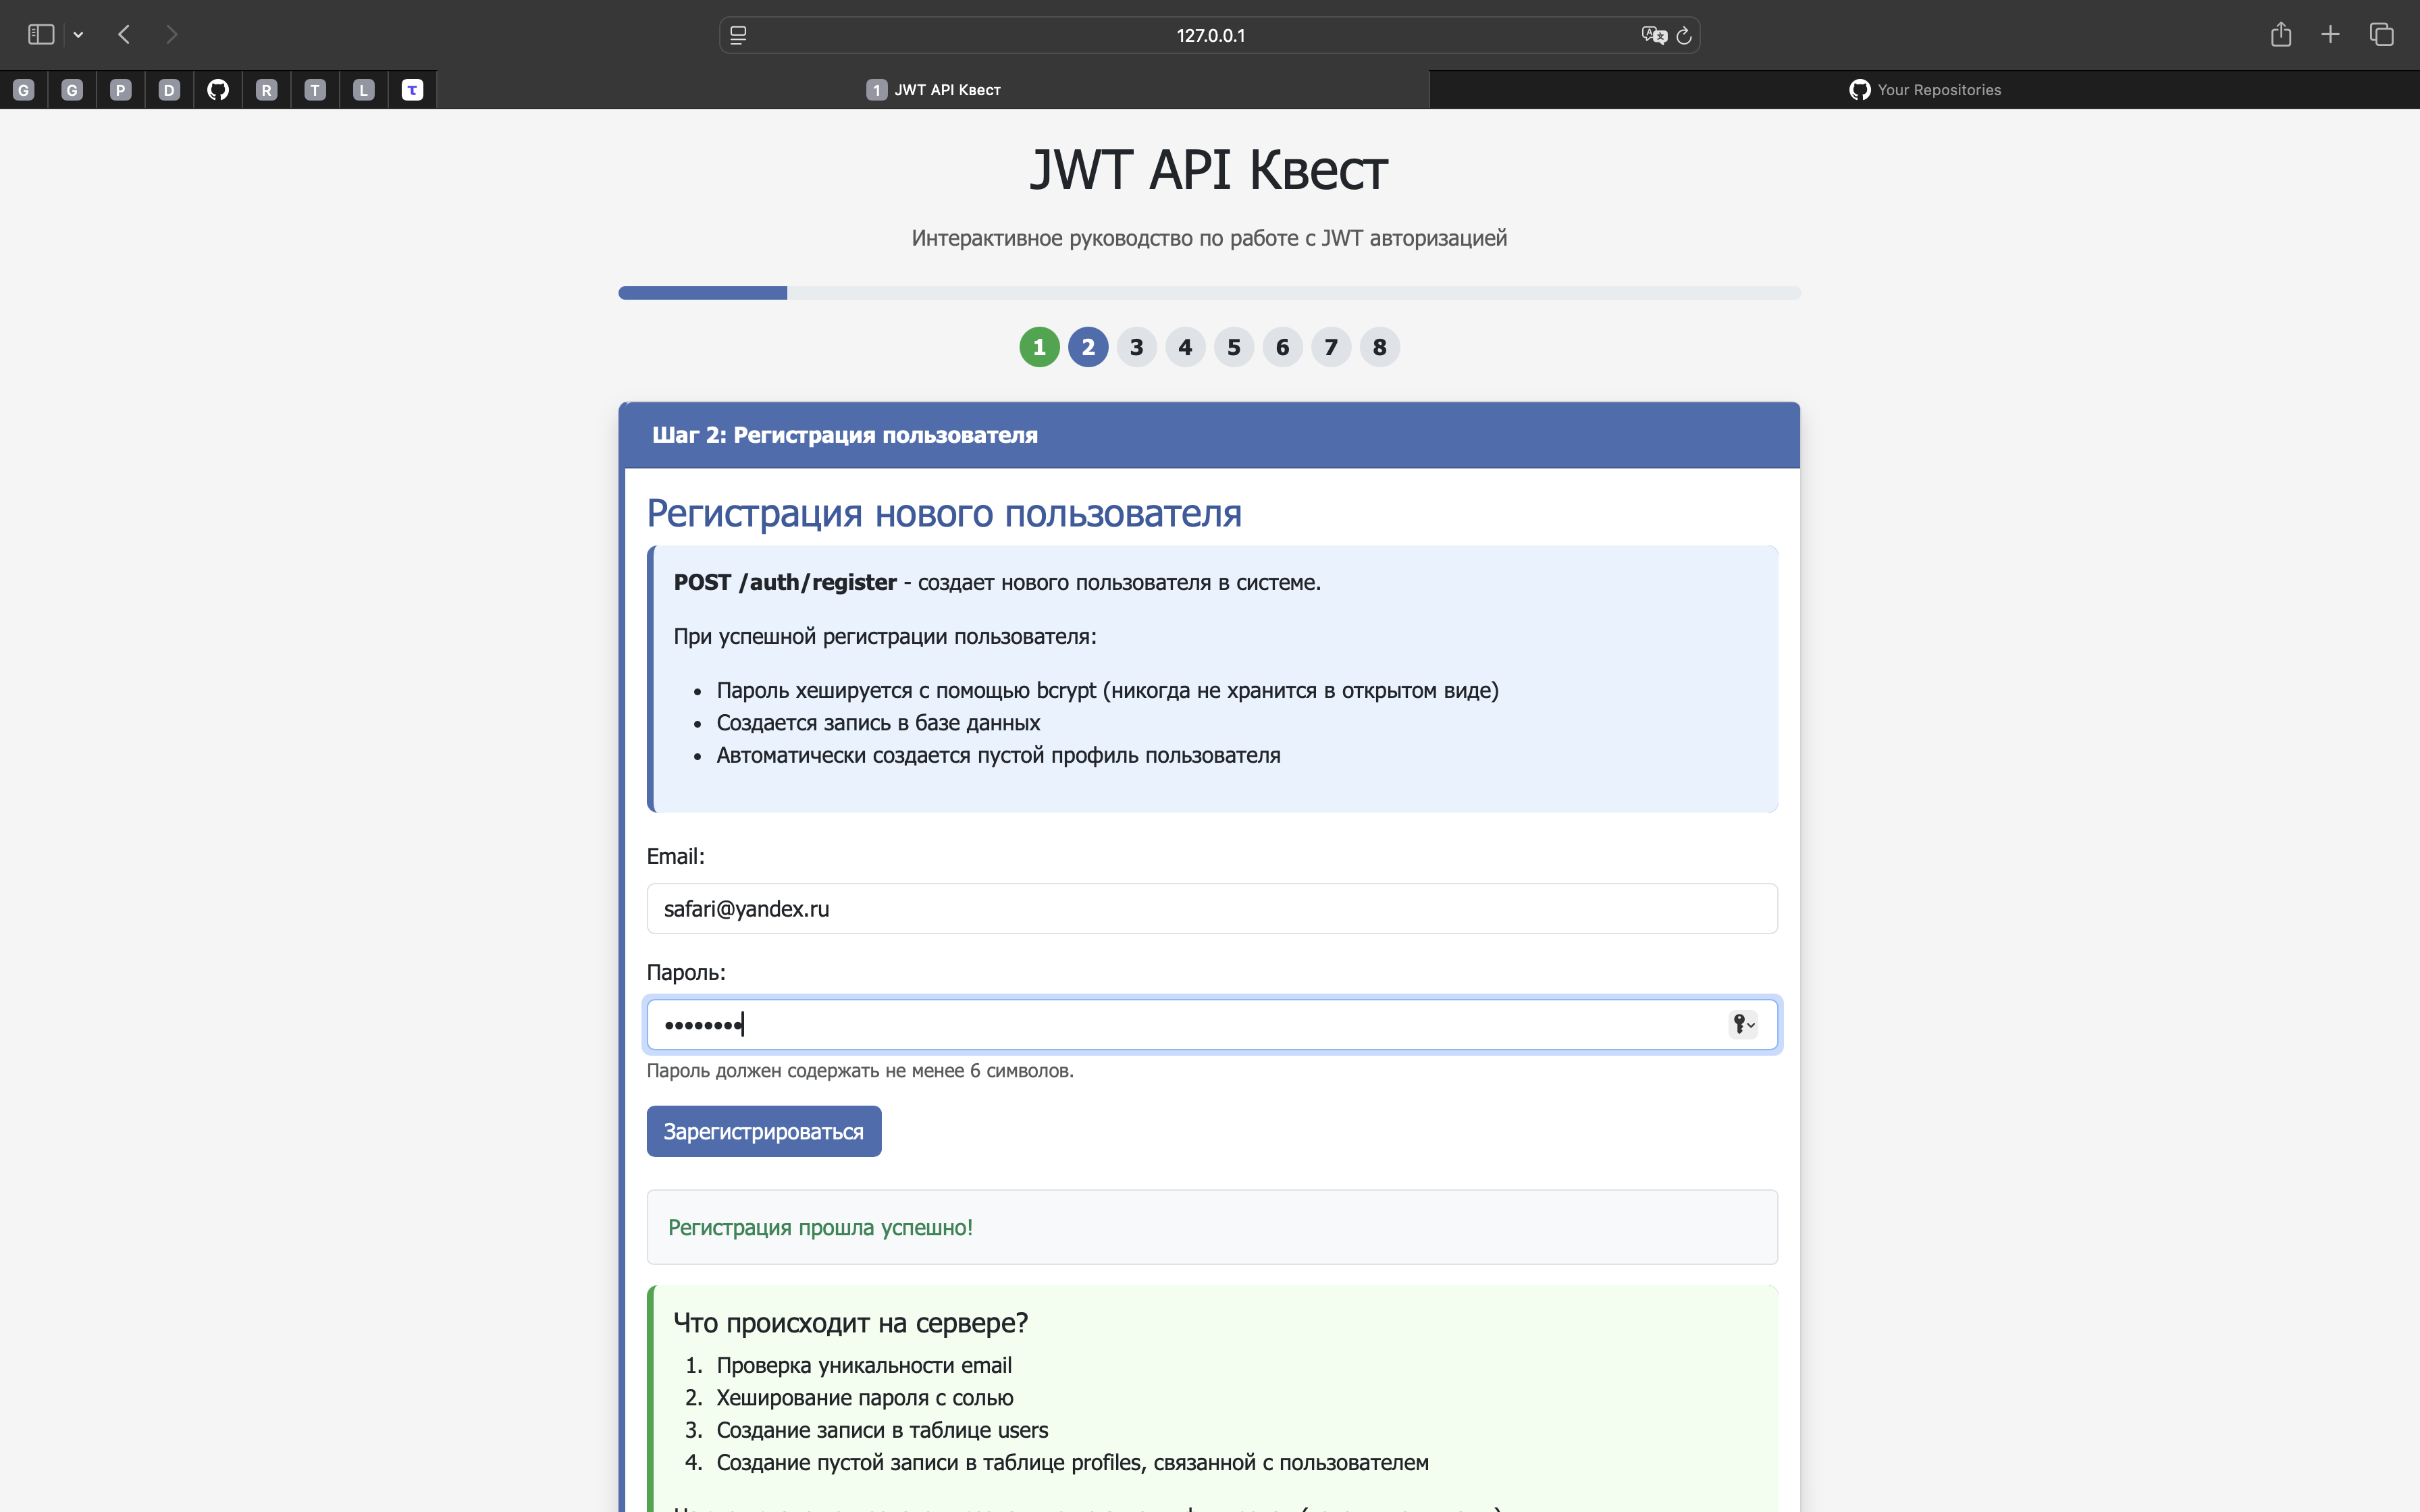 127.0.0.1
G G P D R T L τ
1 JWT API Квест
Your Repositories
JWT API Квест
Интерактивное руководство по работе с JWT авторизацией
1 2 3 4 5 6 7 8
Шаг 2: Регистрация пользователя
Регистрация нового пользователя
POST /auth/register - создает нового пользователя в системе.
При успешной регистрации пользователя:
• Пароль хешируется с помощью bcrypt (никогда не хранится в открытом виде)
• Создается запись в базе данных
• Автоматически создается пустой профиль пользователя
Email:
safari@yandex.ru
Пароль:
••••••••
Пароль должен содержать не менее 6 символов.
Зарегистрироваться
Регистрация прошла успешно!
Что происходит на сервере?
1. Проверка уникальности email
2. Хеширование пароля с солью
3. Создание записи в таблице users
4. Создание пустой записи в таблице profiles, связанной с пользователем